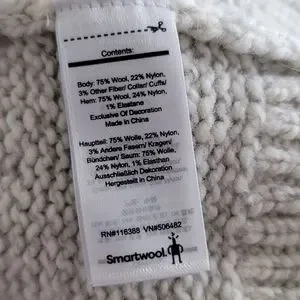 Contents:
Body: 75% Wool, 22% Nylon,
3% Other Fiber/ Collar/ Cuffs/
Hem: 75% Wool, 24% Nylon,
1% Elastane
Exclusive Of Decoration
Made in China
Hauptteil: 75% Wolle, 22% Nylon,
3% Andere Fasern/ Kragen/
Bündchen/ Saum: 75% Wolle,
24% Nylon, 1% Elasthan
Ausschließlich Dekoration
Hergestellt in China
RN#116388 VN#506482
Smartwool